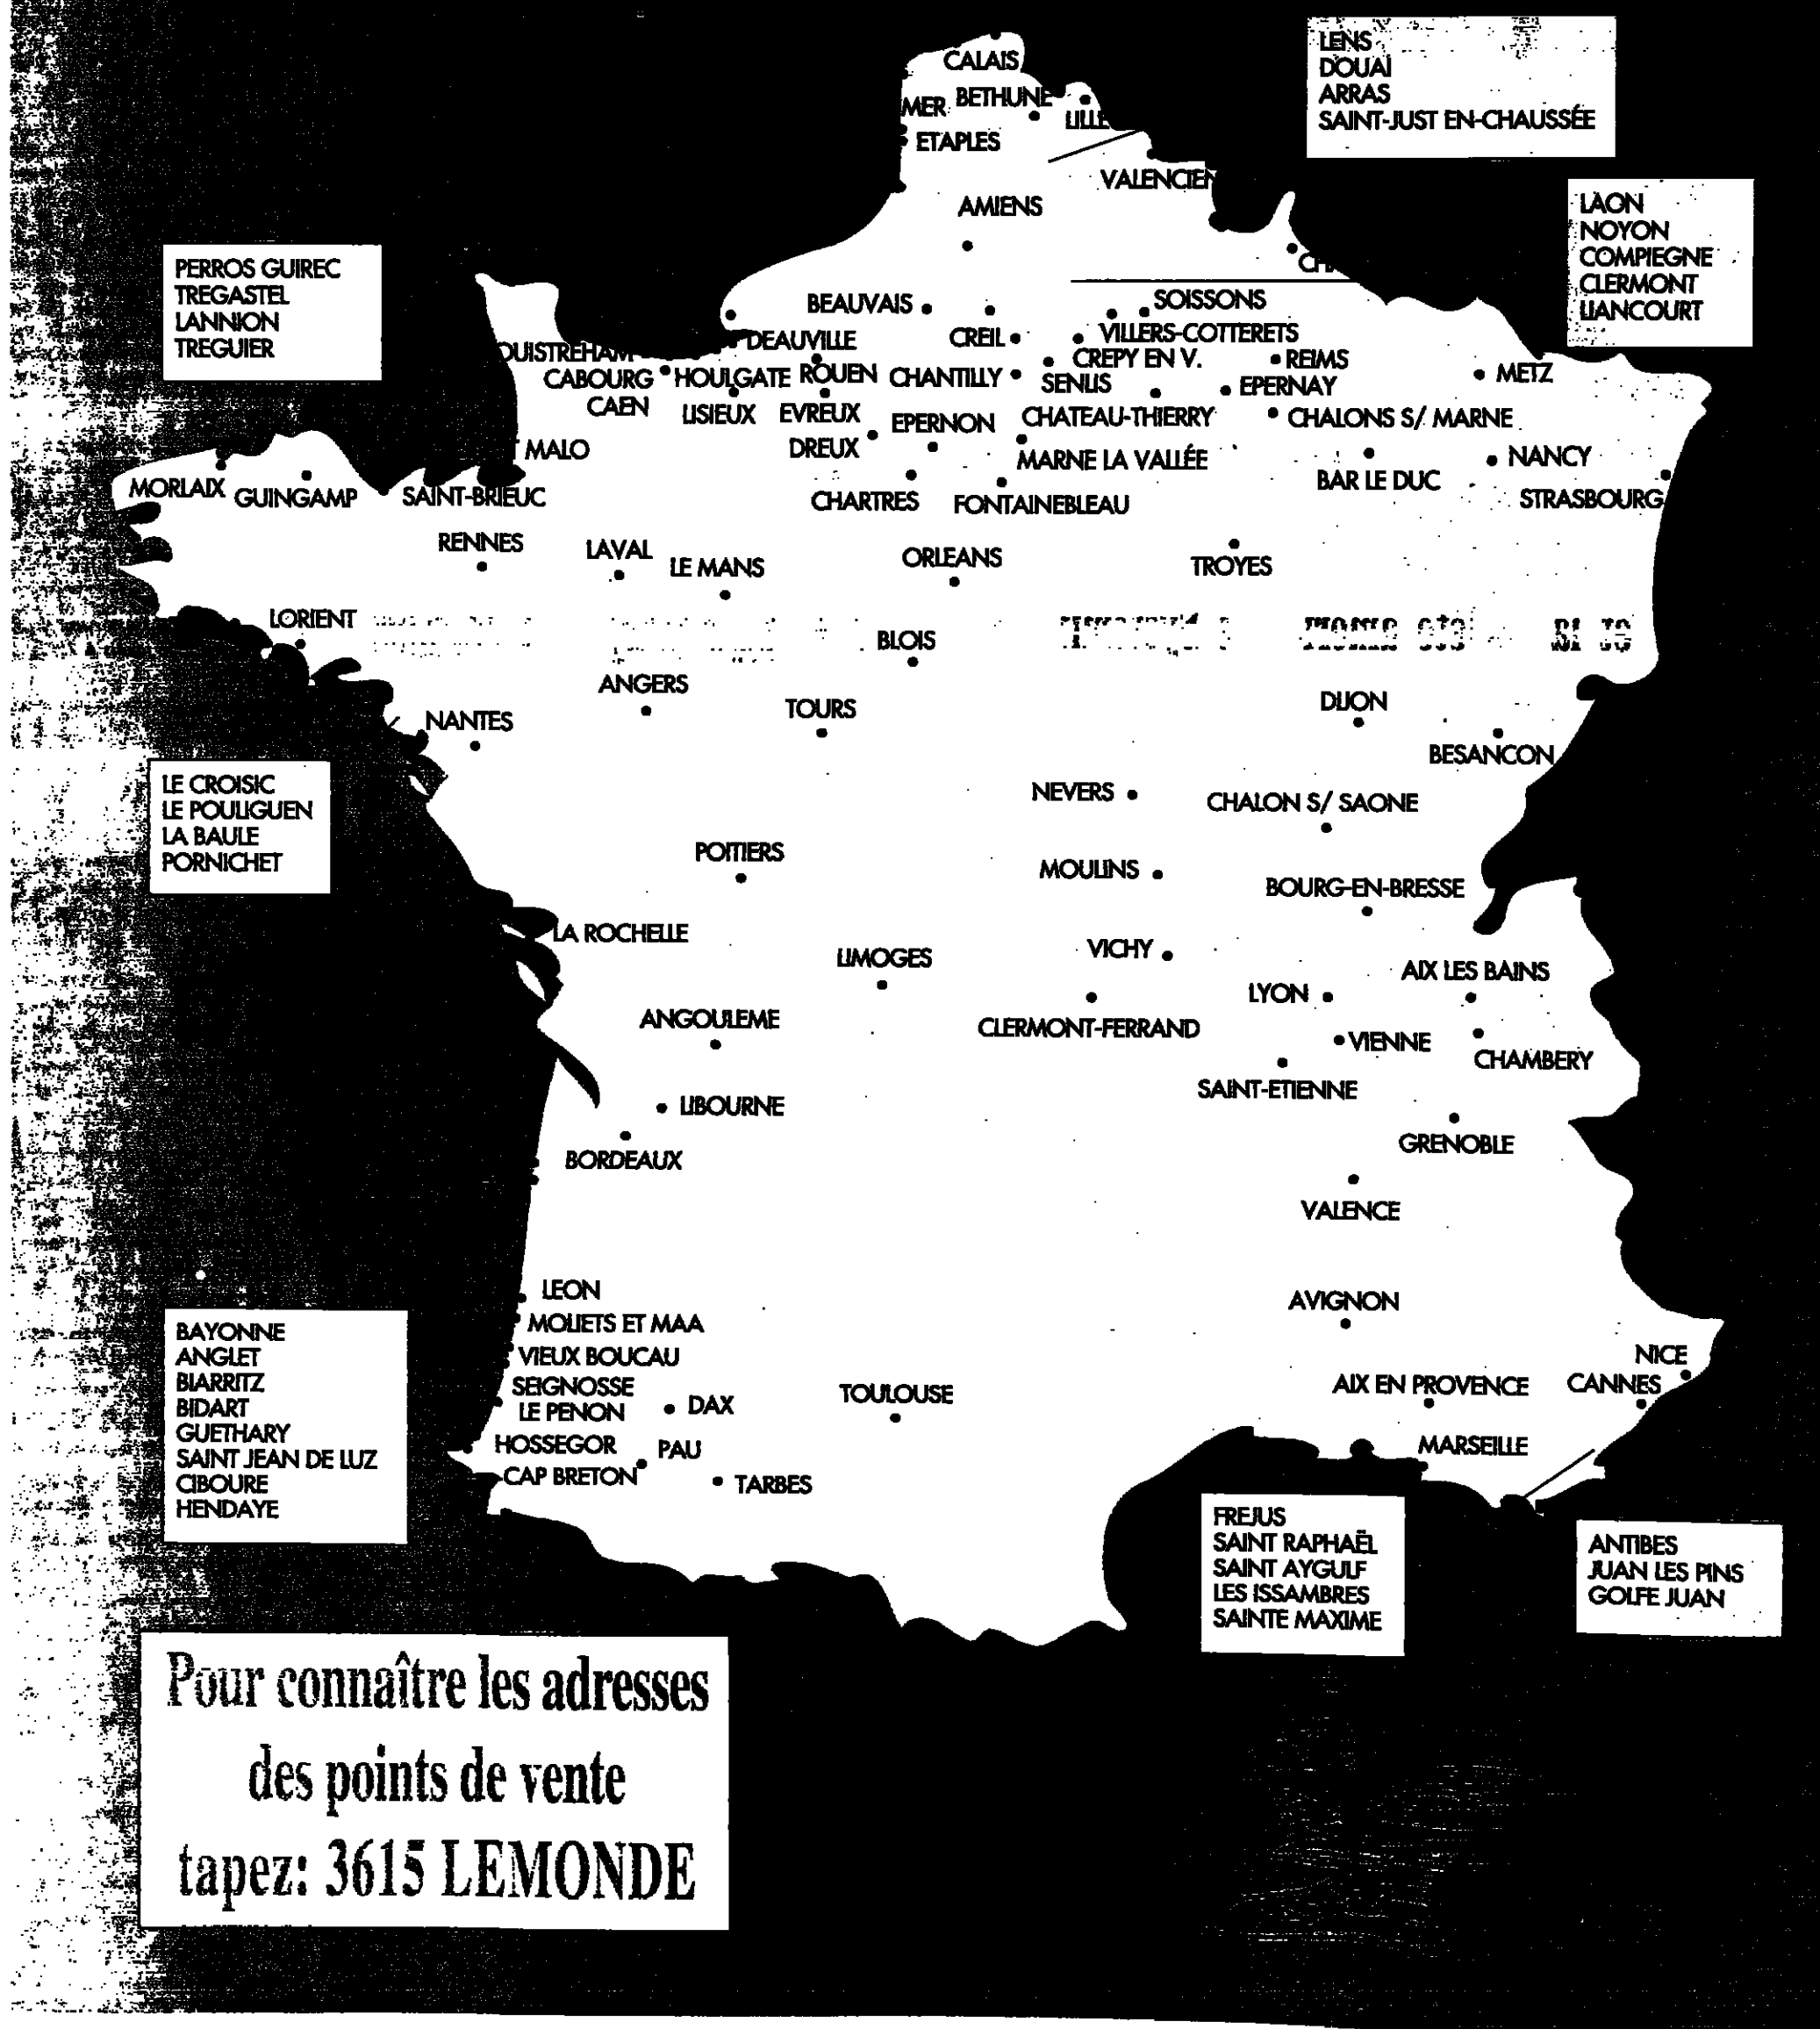 CALAIS
MER
BETHUNE
LILLE
ETAPLES
VALENCIEN
AMIENS
LENS
DOUAI
ARRAS
SAINT-JUST EN-CHAUSSÉE
LAON
NOYON
COMPIEGNE
CLERMONT
LIANCOURT
PERROS GUIREC
TREGASTEL
LANNION
TREGUIER
BEAUVAIS
SOISSONS
DEAUVILLE
CREIL
VILLERS-COTTERETS
OUISTREHAM
CREPY EN V.
REIMS
CABOURG
HOULGATE
ROUEN
CHANTILLY
SENLIS
EPERNAY
METZ
CAEN
LISIEUX
EVREUX
EPERNON
CHATEAU-THIERRY
CHALONS S/ MARNE
MALO
DREUX
MARNE LA VALLÉE
NANCY
MORLAIX
GUINGAMP
SAINT-BRIEUC
CHARTRES
FONTAINEBLEAU
BAR LE DUC
STRASBOURG
RENNES
LAVAL
LE MANS
ORLEANS
TROYES
LORIENT
BLOIS
ANGERS
TOURS
DIJON
NANTES
BESANCON
LE CROISIC
LE POULIGUEN
LA BAULE
PORNICHET
NEVERS
CHALON S/ SAONE
POITIERS
MOULINS
BOURG-EN-BRESSE
LA ROCHELLE
LIMOGES
VICHY
AIX LES BAINS
LYON
ANGOULEME
CLERMONT-FERRAND
VIENNE
CHAMBERY
SAINT-ETIENNE
LIBOURNE
GRENOBLE
BORDEAUX
VALENCE
LEON
MOLIETS ET MAA
VIEUX BOUCAU
SEIGNOSSE
LE PENON
DAX
HOSSEGOR
PAU
CAP BRETON
TARBES
TOULOUSE
AVIGNON
NICE
AIX EN PROVENCE
CANNES
MARSEILLE
BAYONNE
ANGLET
BIARRITZ
BIDART
GUETHARY
SAINT JEAN DE LUZ
CIBOURE
HENDAYE
FREJUS
SAINT RAPHAËL
SAINT AYGULF
LES ISSAMBRES
SAINTE MAXIME
ANTIBES
JUAN LES PINS
GOLFE JUAN
Pour connaître les adresses
des points de vente
tapez: 3615 LEMONDE